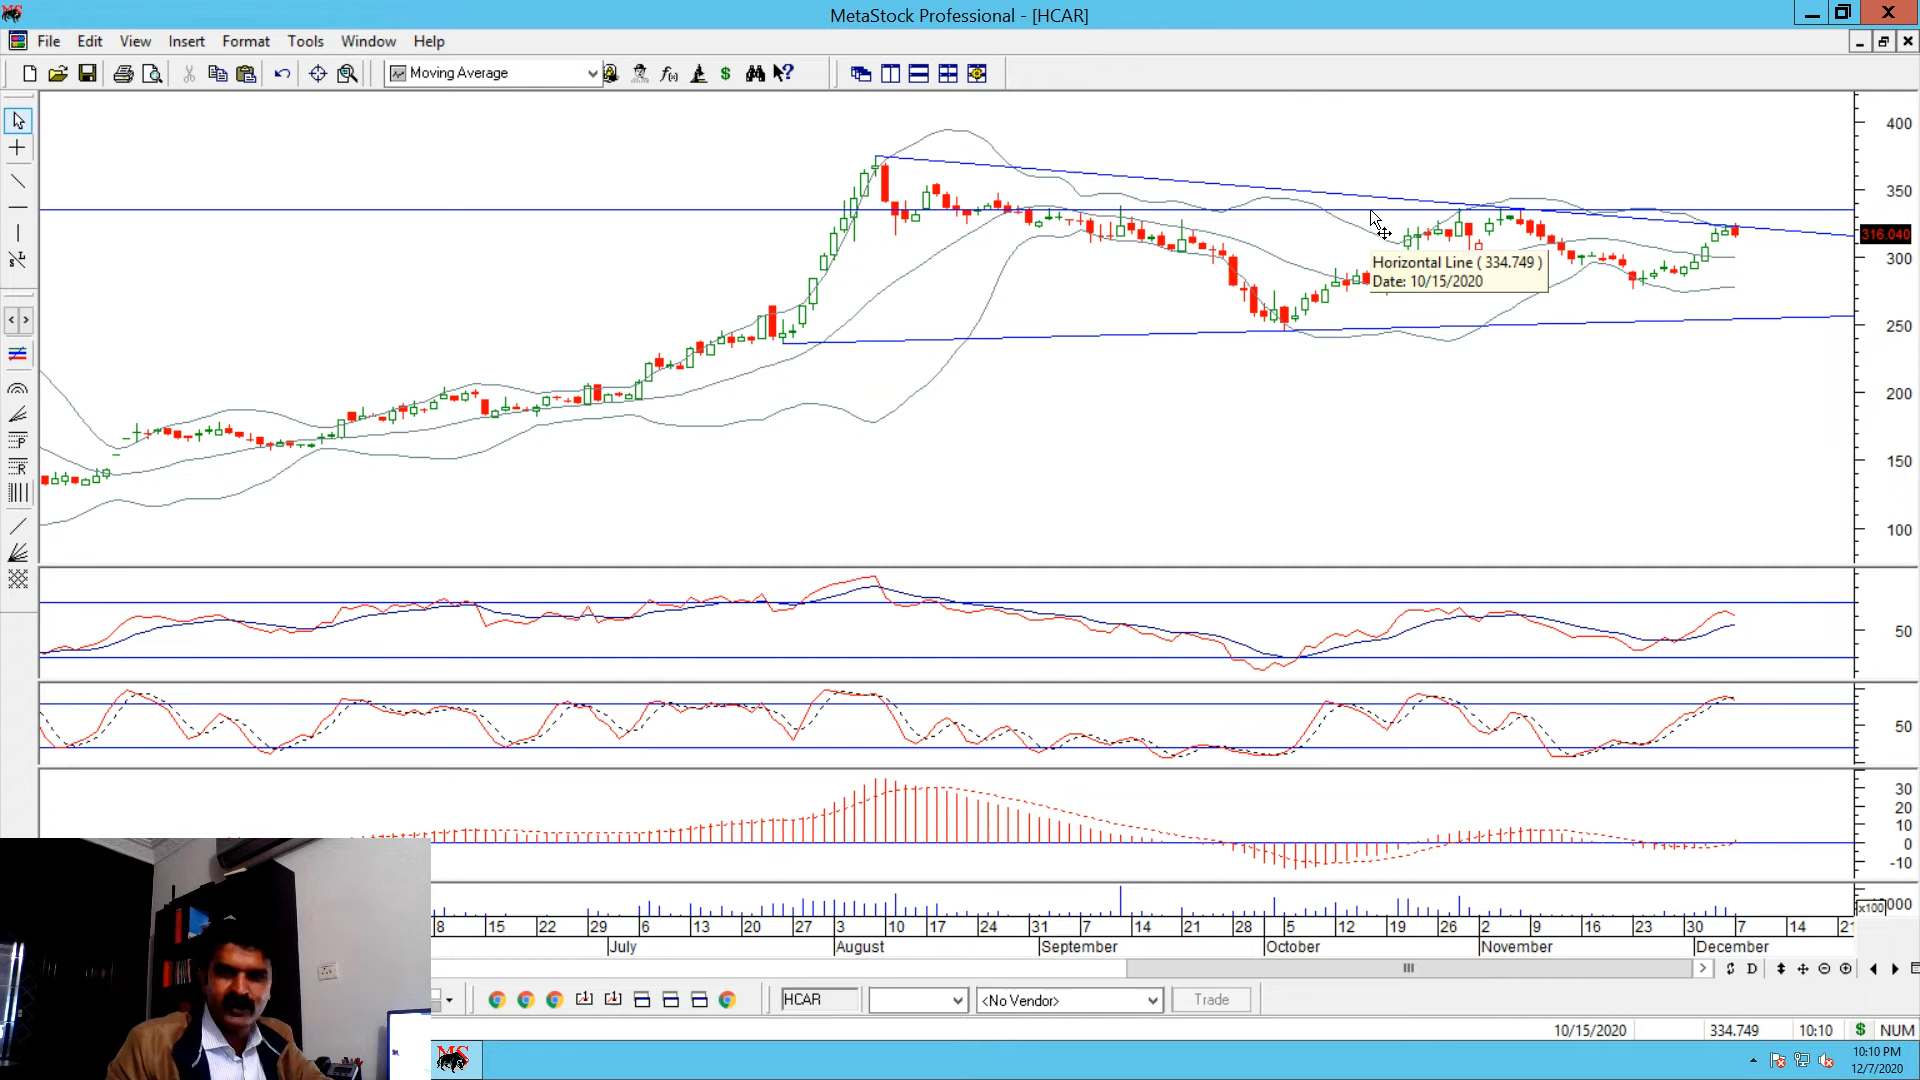 MetaStock Professional - [HCAR]
File Edit View Insert Format Tools Window Help
Moving Average
400
350
316.040
300
250
200
150
100
Horizontal Line ( 334.749 )
Date: 10/15/2020
50
50
30
20
10
0
-10
x100
8 15 22 29 6 13 20 27 3 10 17 24 31 7 14 21 28 5 12 19 26 2 9 16 23 30 7 14 21
July August September October November December
D
HCAR <No Vendor> Trade
10/15/2020 334.749 10:10 $ NUM
MS
10:10 PM
12/7/2020